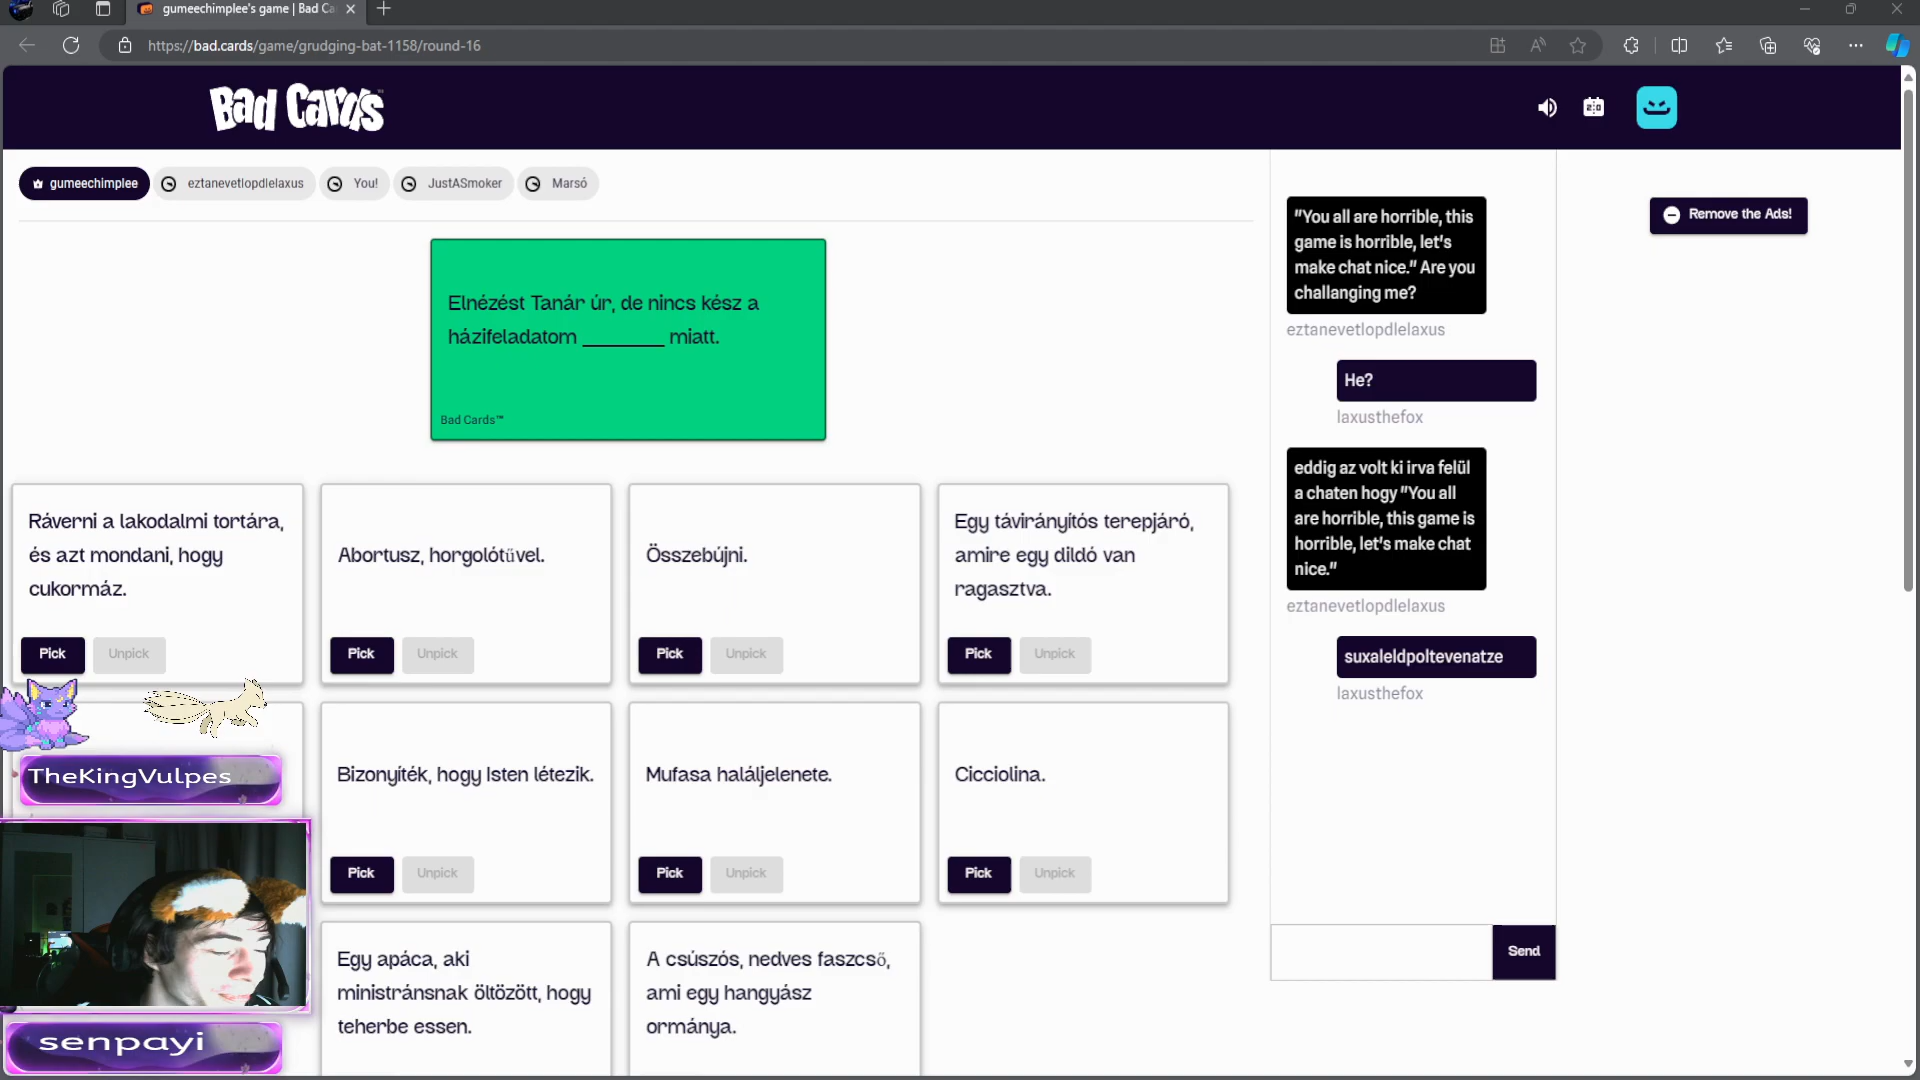 gumeechimplee's game | Bad Ca
https://bad.cards/game/grudging-bat-1158/round-16
Bad Cards
2:0
gumeechimplee
eztanevetlopdlelaxus
You!
JustASmoker
Marsó
Elnézést Tanár úr, de nincs kész a
házifeladatom ________ miatt.
Bad Cards™
Ráverni a lakodalmi tortára,
és azt mondani, hogy
cukormáz.
Pick
Unpick
Abortusz, horgolótűvel.
Pick
Unpick
Összebújni.
Pick
Unpick
Egy távirányítós terepjáró,
amire egy dildó van
ragasztva.
Pick
Unpick
TheKingVulpes
Bizonyíték, hogy Isten létezik.
Pick
Unpick
Mufasa haláljelenete.
Pick
Unpick
Cicciolina.
Pick
Unpick
senpayi
Egy apáca, aki
ministránsnak öltözött, hogy
teherbe essen.
A csúszós, nedves faszcső,
ami egy hangyász
ormánya.
"You all are horrible, this
game is horrible, let's
make chat nice." Are you
challanging me?
eztanevetlopdlelaxus
He?
laxusthefox
eddig az volt ki irva felül
a chaten hogy "You all
are horrible, this game is
horrible, let's make chat
nice."
eztanevetlopdlelaxus
suxaleldpoltevenatze
laxusthefox
Send
Remove the Ads!